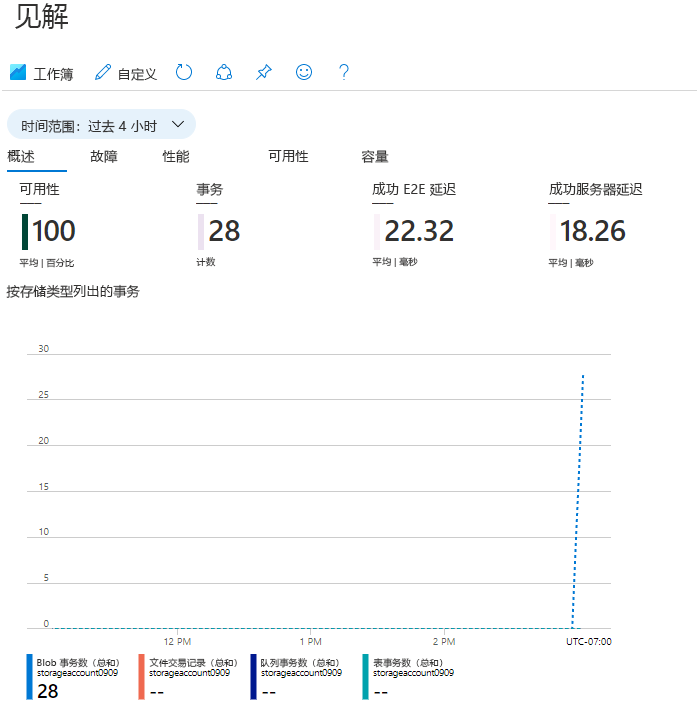 见解
工作簿 自定义
时间范围：过去 4 小时
概述 故障 性能 可用性 容量
可用性 事务 成功 E2E 延迟 成功服务器延迟
100 28 22.32 18.26
平均 | 百分比 计数 平均 | 毫秒 平均 | 毫秒
按存储类型列出的事务
30
25
20
15
10
5
0
12 PM 1 PM 2 PM UTC-07:00
Blob 事务数（总和） 文件交易记录（总和） 队列事务数（总和） 表事务数（总和）
storageaccount0909 storageaccount0909 storageaccount0909 storageaccount0909
28 -- -- --